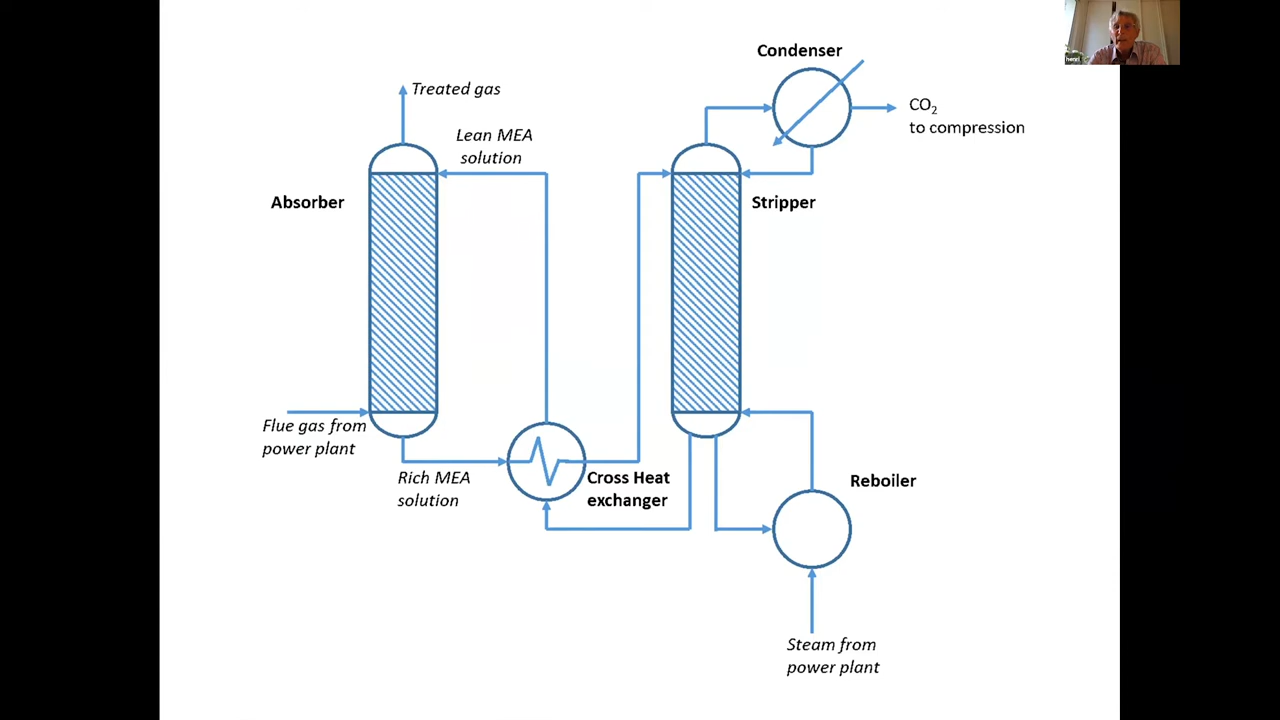 Condenser
Treated gas
CO₂
to compression
Lean MEA
solution
Absorber
Stripper
Flue gas from
power plant
Rich MEA
solution
Cross Heat
exchanger
Reboiler
Steam from
power plant